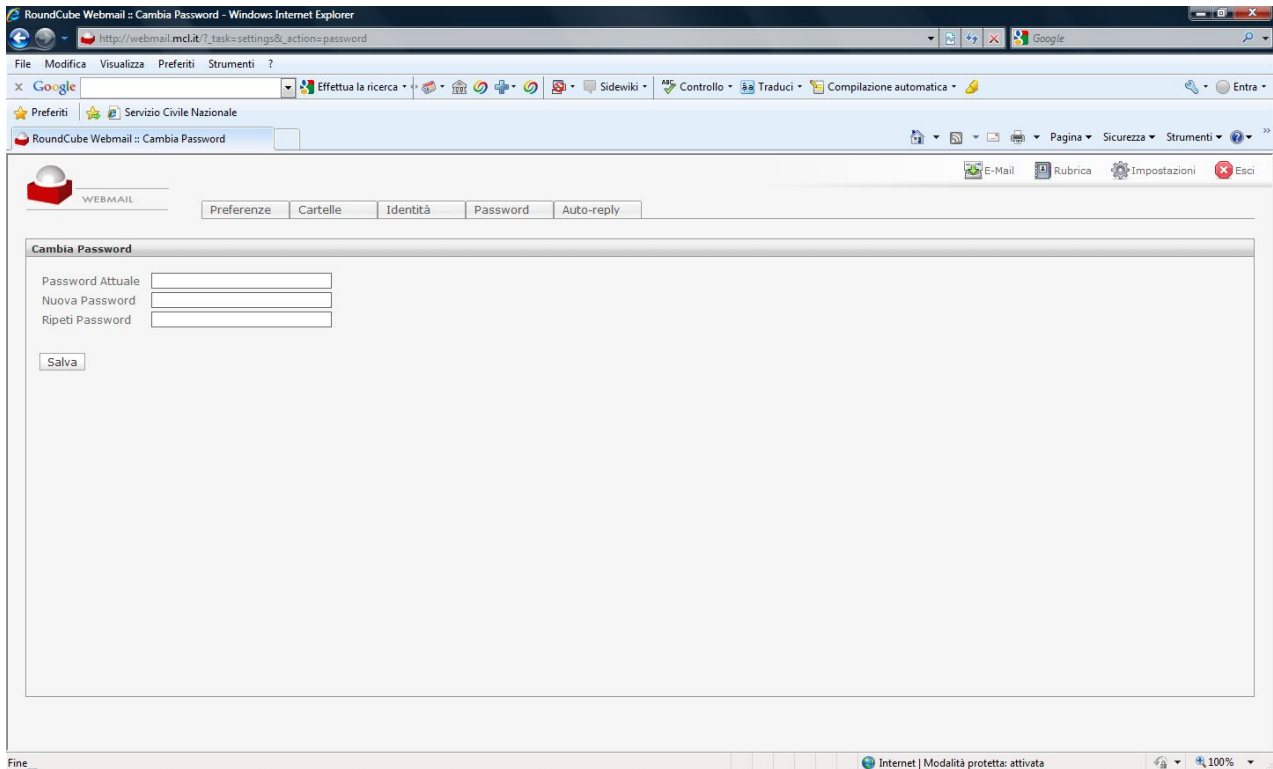 RoundCube Webmail :: Cambia Password - Windows Internet Explorer
http://webmail.mcl.it/?_task=settings&_action=password
Google
File Modifica Visualizza Preferiti Strumenti ?
x Google Effettua la ricerca Sidewiki ABC Controllo aa Traduci Compilazione automatica Entra
Preferiti Servizio Civile Nazionale
RoundCube Webmail :: Cambia Password Pagina Sicurezza Strumenti
E-Mail Rubrica Impostazioni Esci
WEBMAIL
Preferenze Cartelle Identità Password Auto-reply
Cambia Password
Password Attuale
Nuova Password
Ripeti Password
Salva
Fine Internet | Modalità protetta: attivata 100%